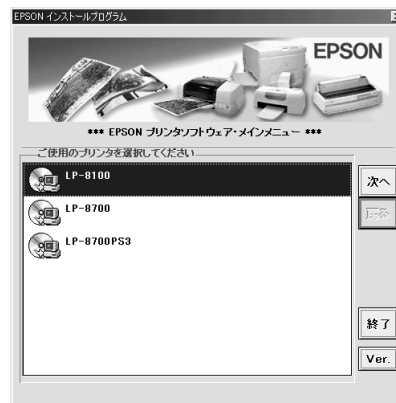 EPSON インストールプログラム
EPSON
*** EPSON プリンタソフトウェア・メインメニュー ***
ご使用のプリンタを選択してください
LP-8100
LP-8700
LP-8700PS3
次へ
戻る
終了
Ver.